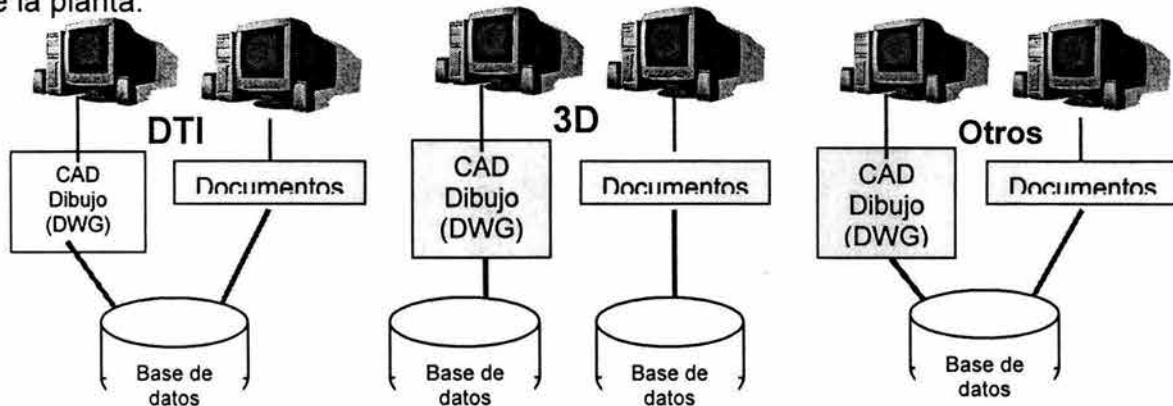 e la planta.
DTI
CAD
Dibujo
(DWG)
Documentos
Base de
datos
3D
CAD
Dibujo
(DWG)
Documentos
Base de
datos
Base de
datos
Otros
CAD
Dibujo
(DWG)
Documentos
Base de
datos